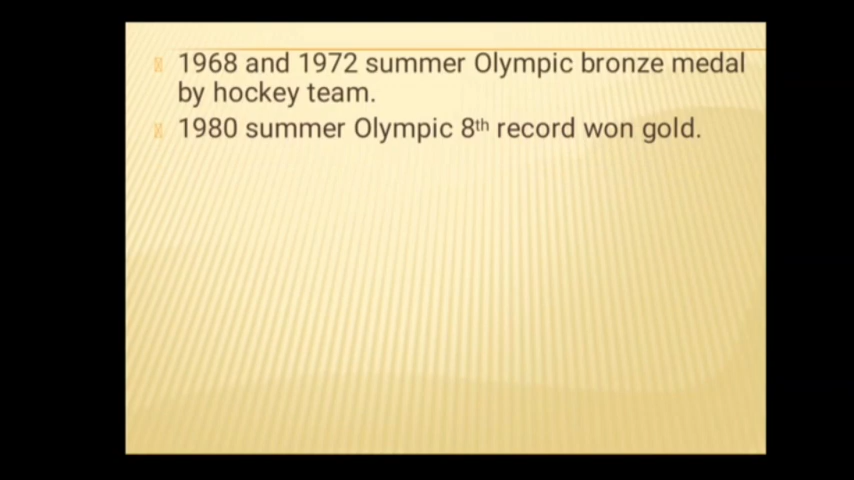 1968 and 1972 summer Olympic bronze medal
by hockey team.
1980 summer Olympic 8th record won gold.